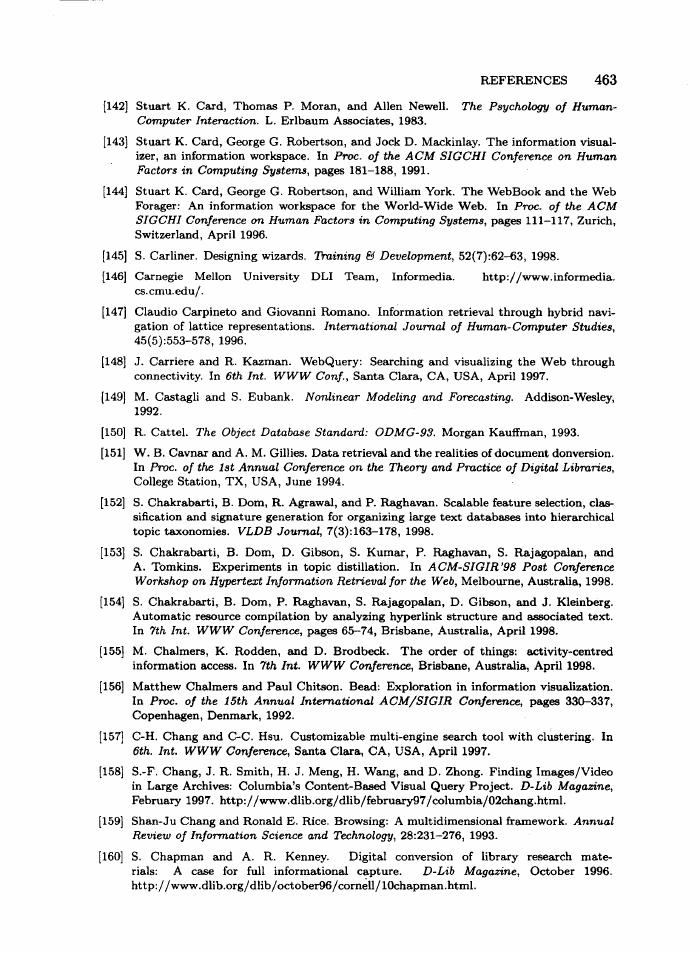 REFERENCES 463
[142] Stuart K. Card, Thomas P. Moran, and Allen Newell. The Psychology of Human-
Computer Interaction. L. Erlbaum Associates, 1983.
[143] Stuart K. Card, George G. Robertson, and Jock D. Mackinlay. The information visual-
izer, an information workspace. In Proc. of the ACM SIGCHI Conference on Human
Factors in Computing Systems, pages 181–188, 1991.
[144] Stuart K. Card, George G. Robertson, and William York. The WebBook and the Web
Forager: An information workspace for the World-Wide Web. In Proc. of the ACM
SIGCHI Conference on Human Factors in Computing Systems, pages 111–117, Zurich,
Switzerland, April 1996.
[145] S. Carliner. Designing wizards. Training & Development, 52(7):62–63, 1998.
[146] Carnegie Mellon University DLI Team, Informedia. http://www.informedia.
cs.cmu.edu/.
[147] Claudio Carpineto and Giovanni Romano. Information retrieval through hybrid navi-
gation of lattice representations. International Journal of Human-Computer Studies,
45(5):553–578, 1996.
[148] J. Carriere and R. Kazman. WebQuery: Searching and visualizing the Web through
connectivity. In 6th Int. WWW Conf., Santa Clara, CA, USA, April 1997.
[149] M. Castagli and S. Eubank. Nonlinear Modeling and Forecasting. Addison-Wesley,
1992.
[150] R. Cattel. The Object Database Standard: ODMG-93. Morgan Kauffman, 1993.
[151] W. B. Cavnar and A. M. Gillies. Data retrieval and the realities of document donversion.
In Proc. of the 1st Annual Conference on the Theory and Practice of Digital Libraries,
College Station, TX, USA, June 1994.
[152] S. Chakrabarti, B. Dom, R. Agrawal, and P. Raghavan. Scalable feature selection, clas-
sification and signature generation for organizing large text databases into hierarchical
topic taxonomies. VLDB Journal, 7(3):163–178, 1998.
[153] S. Chakrabarti, B. Dom, D. Gibson, S. Kumar, P. Raghavan, S. Rajagopalan, and
A. Tomkins. Experiments in topic distillation. In ACM-SIGIR'98 Post Conference
Workshop on Hypertext Information Retrieval for the Web, Melbourne, Australia, 1998.
[154] S. Chakrabarti, B. Dom, P. Raghavan, S. Rajagopalan, D. Gibson, and J. Kleinberg.
Automatic resource compilation by analyzing hyperlink structure and associated text.
In 7th Int. WWW Conference, pages 65–74, Brisbane, Australia, April 1998.
[155] M. Chalmers, K. Rodden, and D. Brodbeck. The order of things: activity-centred
information access. In 7th Int. WWW Conference, Brisbane, Australia, April 1998.
[156] Matthew Chalmers and Paul Chitson. Bead: Exploration in information visualization.
In Proc. of the 15th Annual International ACM/SIGIR Conference, pages 330–337,
Copenhagen, Denmark, 1992.
[157] C-H. Chang and C-C. Hsu. Customizable multi-engine search tool with clustering. In
6th. Int. WWW Conference, Santa Clara, CA, USA, April 1997.
[158] S.-F. Chang, J. R. Smith, H. J. Meng, H. Wang, and D. Zhong. Finding Images/Video
in Large Archives: Columbia's Content-Based Visual Query Project. D-Lib Magazine,
February 1997. http://www.dlib.org/dlib/february97/columbia/02chang.html.
[159] Shan-Ju Chang and Ronald E. Rice. Browsing: A multidimensional framework. Annual
Review of Information Science and Technology, 28:231–276, 1993.
[160] S. Chapman and A. R. Kenney. Digital conversion of library research mate-
rials: A case for full informational capture. D-Lib Magazine, October 1996.
http://www.dlib.org/dlib/october96/cornell/10chapman.html.